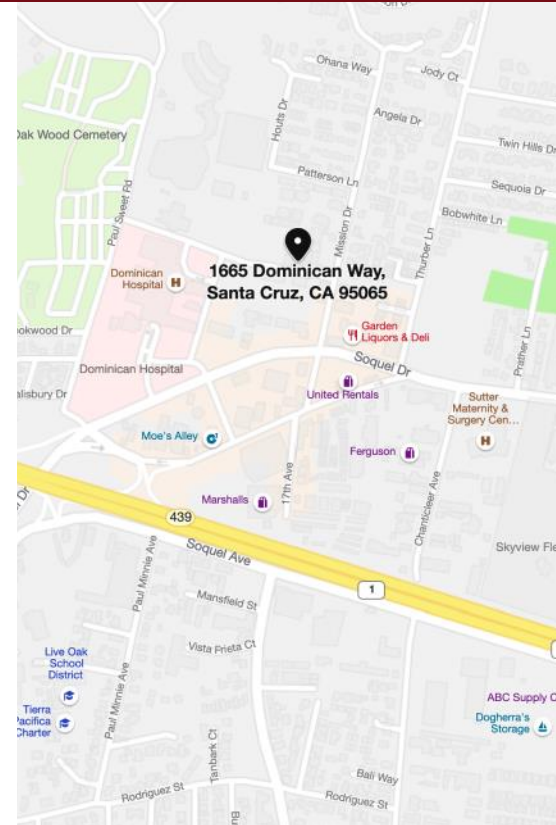 Ohana Way
Jody Ct
Houts Dr
Angela Dr
Oak Wood Cemetery
Twin Hills Dr
Patterson Ln
Paul Sweet Rd
Sequoia Dr
Mission Dr
Bobwhite Ln
Thurber Ln
Dominican
Hospital
H
1665 Dominican Way,
Santa Cruz, CA 95065
Garden
Liquors & Deli
Prather Ln
Soquel Dr
Dominican Hospital
United Rentals
Sutter
Maternity &
Surgery Cen...
H
Moe's Alley
Ferguson
17th Ave
Marshalls
Chanticleer Ave
439
Soquel Ave
Skyview Fle
1
Paul Minnie Ave
Mansfield St
Vista Prieta Ct
Live Oak
School
District
ABC Supply C
Tierra
Pacifica
Charter
Dogherra's
Storage
Paul Minnie Ave
Tanbark Ct
Bali Way
Rodriguez St
Rodriguez St